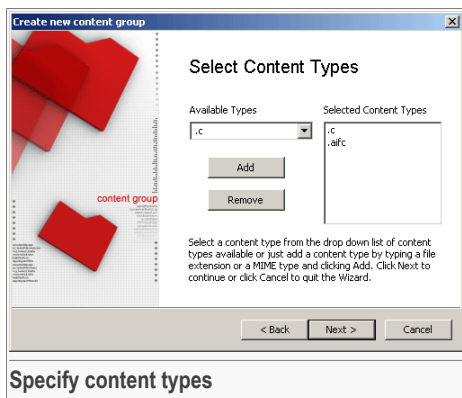 Create new content group
Select Content Types
Available Types
Selected Content Types
.c
.c
.aifc
Add
Remove
content group
Select a content type from the drop down list of content
types available or just add a content type by typing a file
extension or a MIME type and clicking Add. Click Next to
continue or click Cancel to quit the Wizard.
< Back
Next >
Cancel
Specify content types